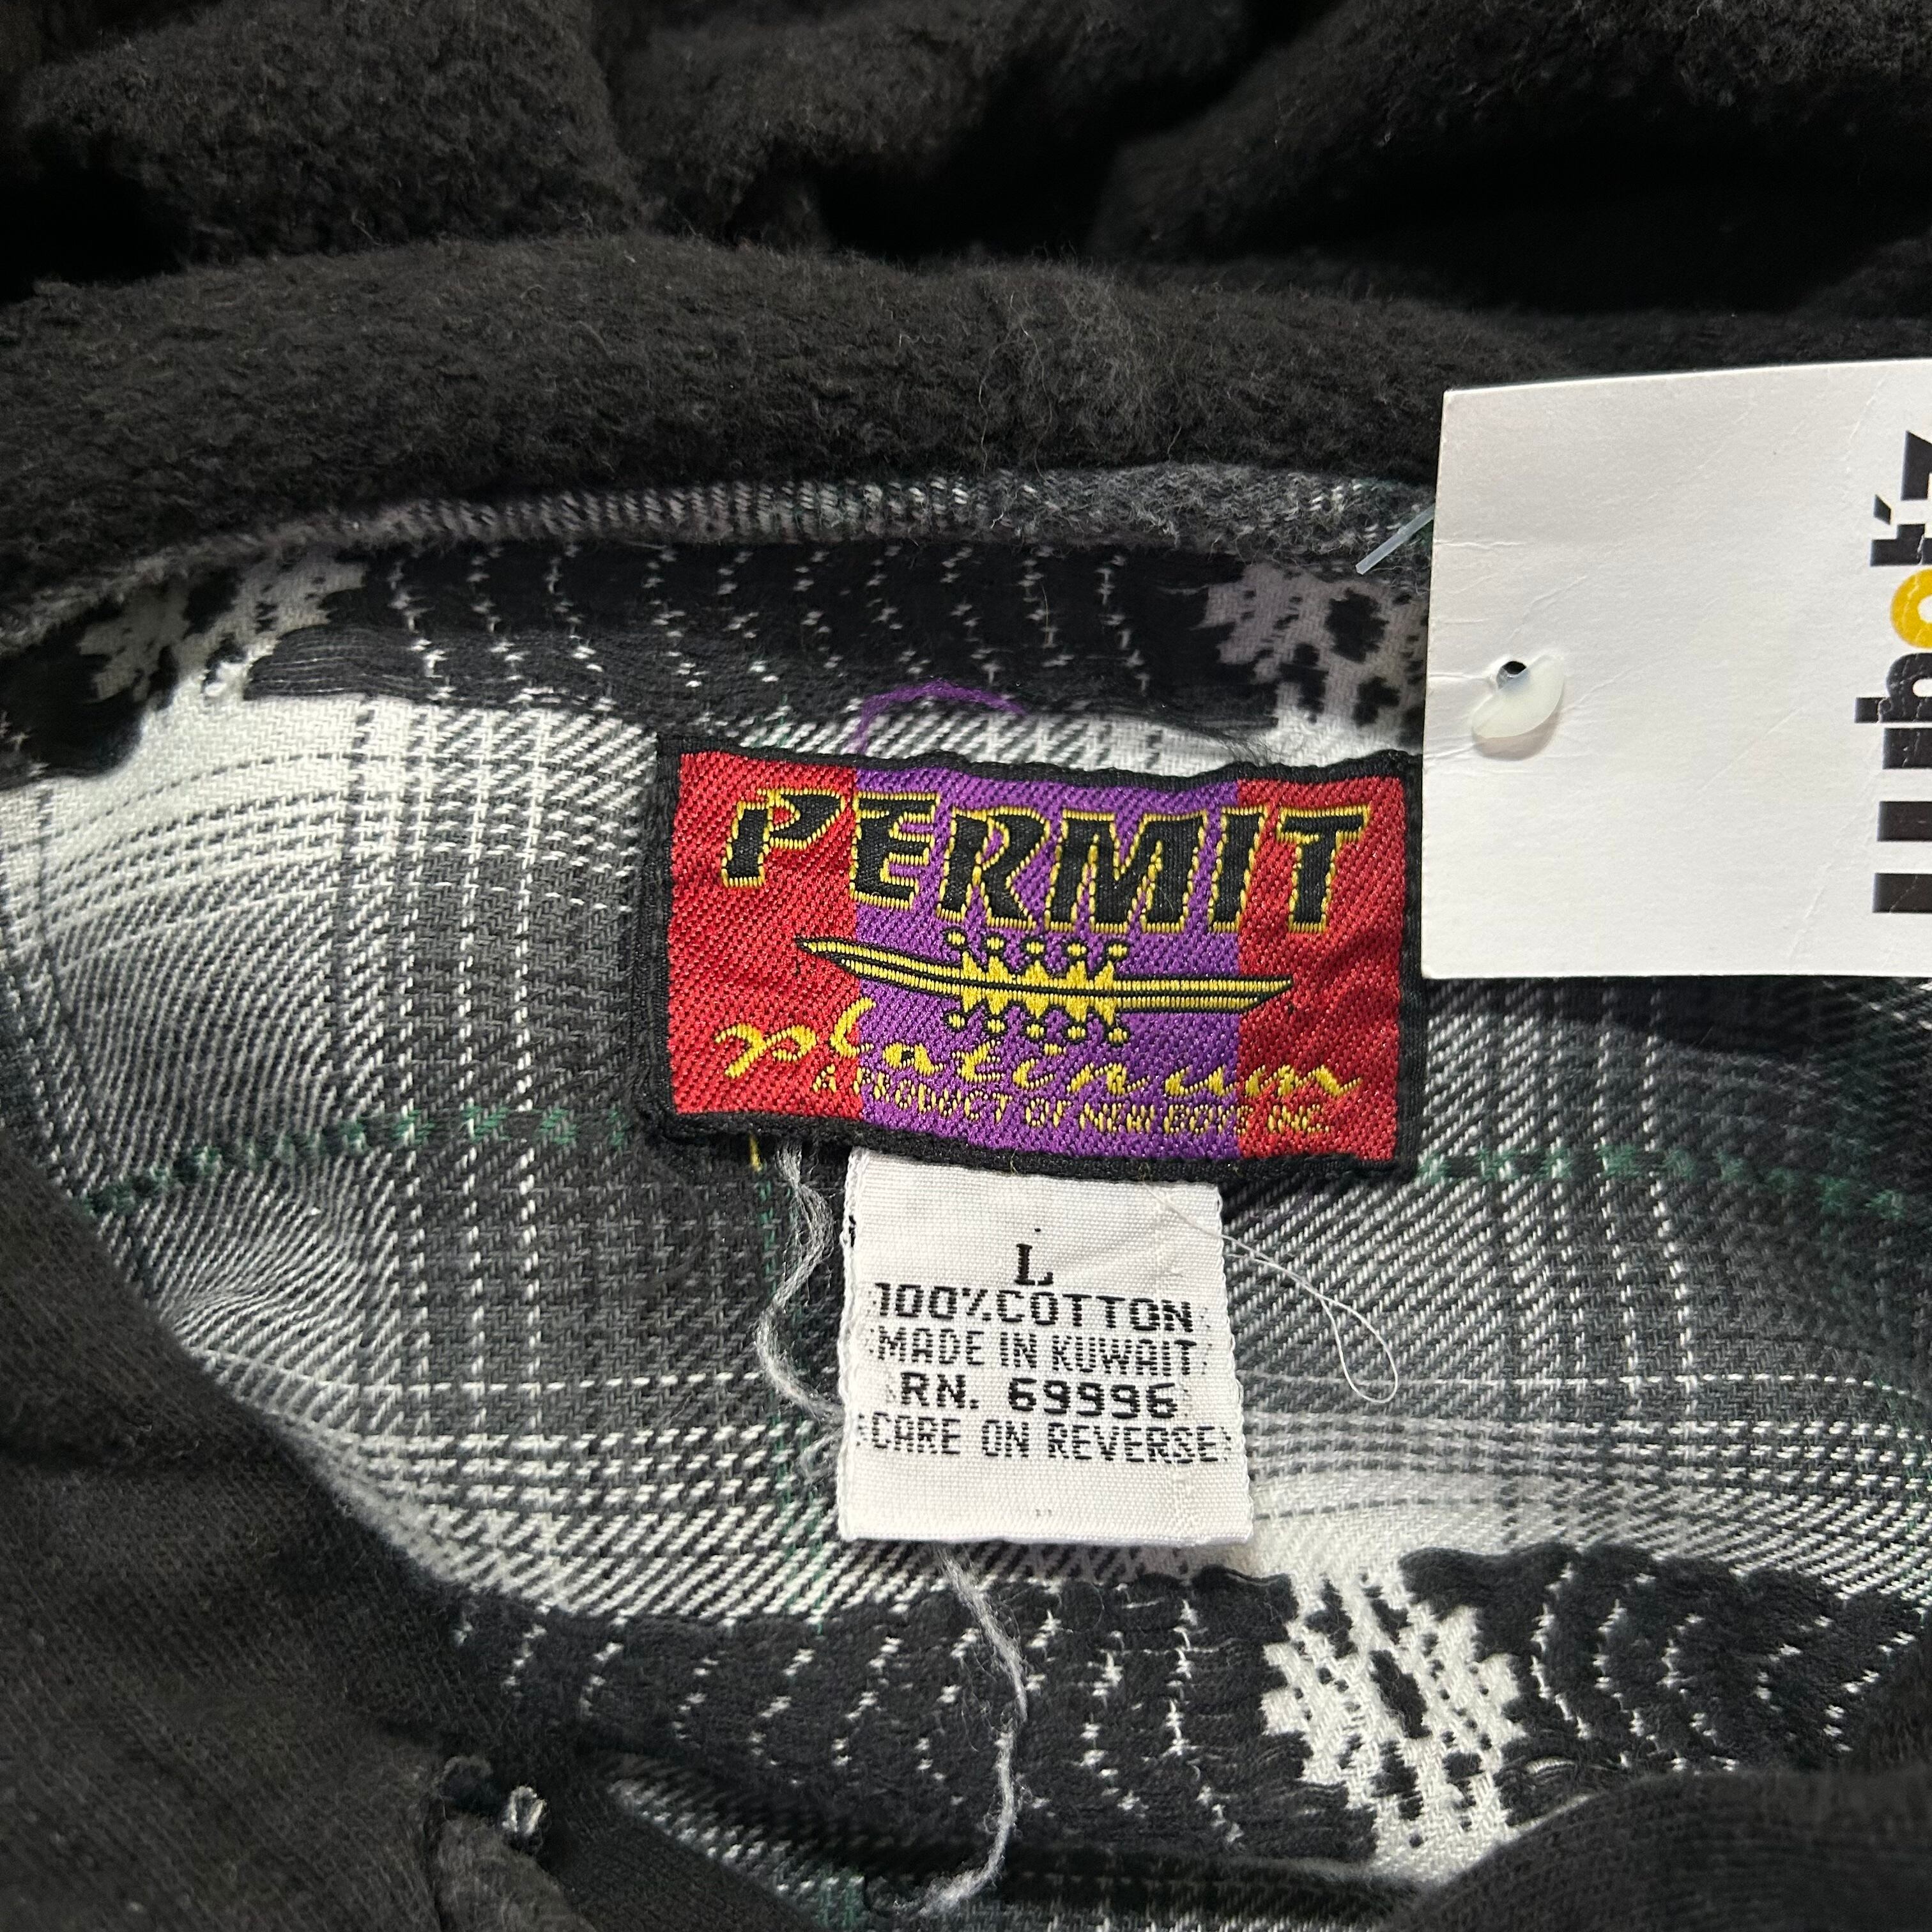 PERMIT
platinum
A PRODUCT OF NEW BOYS INC.
L
100% COTTON
MADE IN KUWAIT
RN. 69996
CARE ON REVERSE